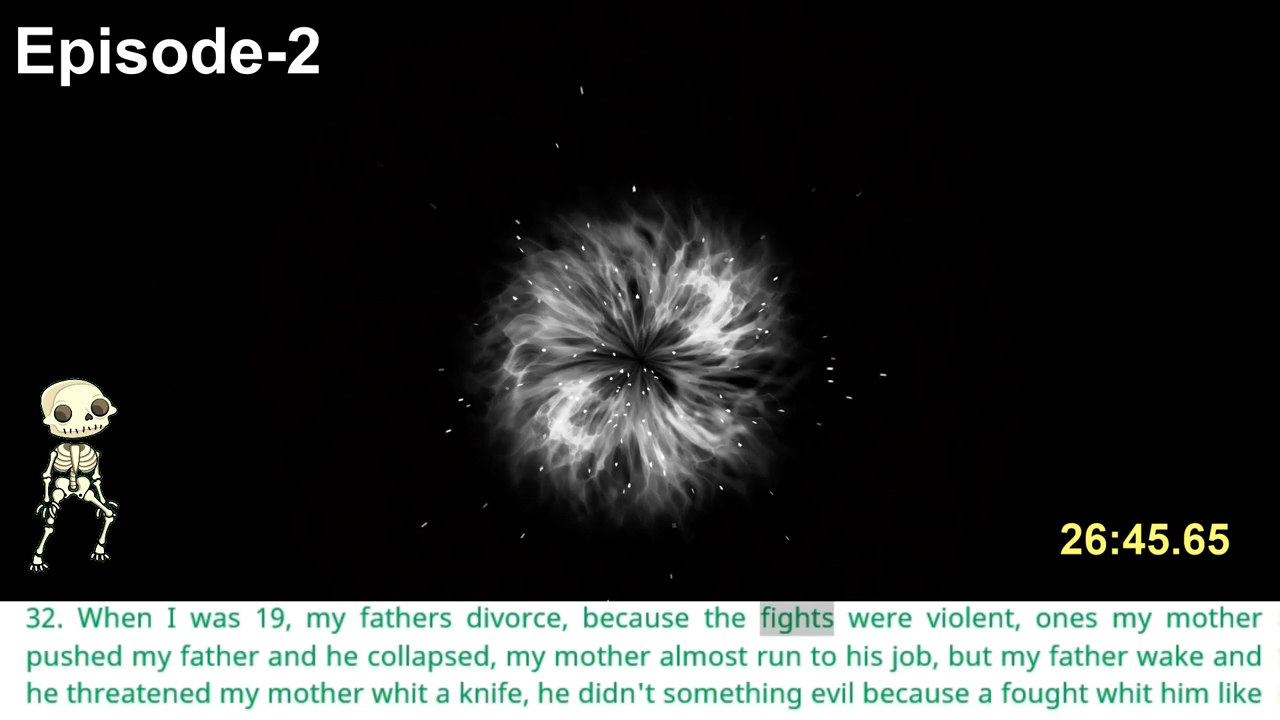 Episode-2
26:45.65
32. When I was 19, my fathers divorce, because the fights were violent, ones my mother
pushed my father and he collapsed, my mother almost run to his job, but my father wake and
he threatened my mother whit a knife, he didn't something evil because a fought whit him like